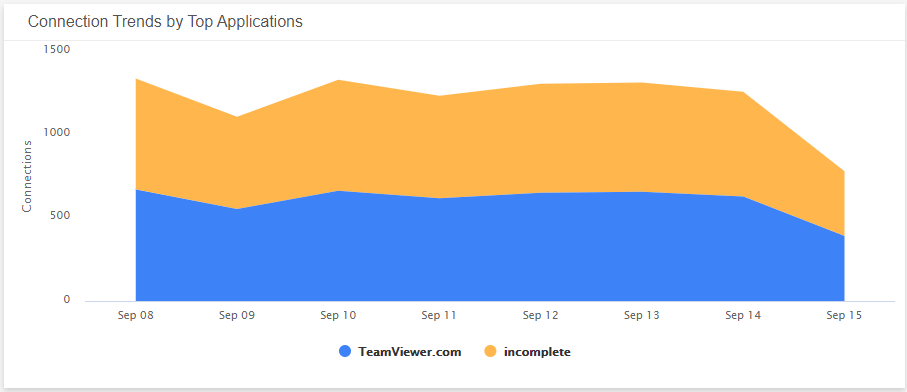 Connection Trends by Top Applications
1500
1000
500
0
Connections
Sep 08 Sep 09 Sep 10 Sep 11 Sep 12 Sep 13 Sep 14 Sep 15
TeamViewer.com incomplete